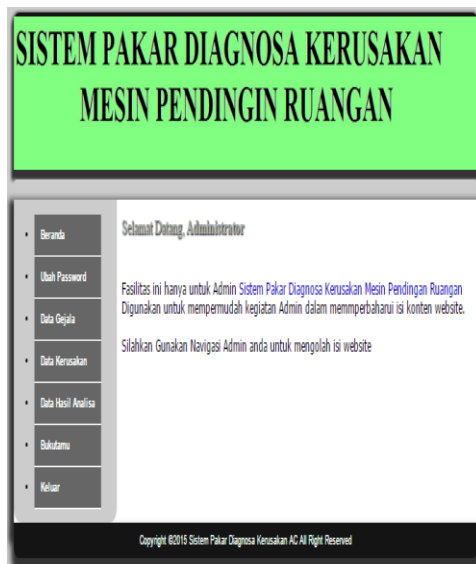 SISTEM PAKAR DIAGNOSA KERUSAKAN
MESIN PENDINGIN RUANGAN
Beranda
Ubah Password
Data Gejala
Data Kerusakan
Data Hasil Analisa
Bukutamu
Keluar
Selamat Datang, Administrator
Fasilitas ini hanya untuk Admin Sistem Pakar Diagnosa Kerusakan Mesin Pendingan Ruangan
Digunakan untuk mempermudah kegiatan Admin dalam memmperbaharui isi konten website.
Silahkan Gunakan Navigasi Admin anda untuk mengolah isi website
Copyright ©2015 Sistem Pakar Diagnosa Kerusakan AC All Right Reserved